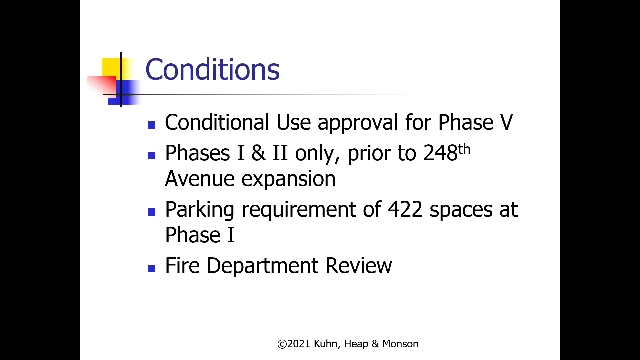 Conditions
Conditional Use approval for Phase V
Phases I & II only, prior to 248th
Avenue expansion
Parking requirement of 422 spaces at
Phase I
Fire Department Review
©2021 Kuhn, Heap & Monson